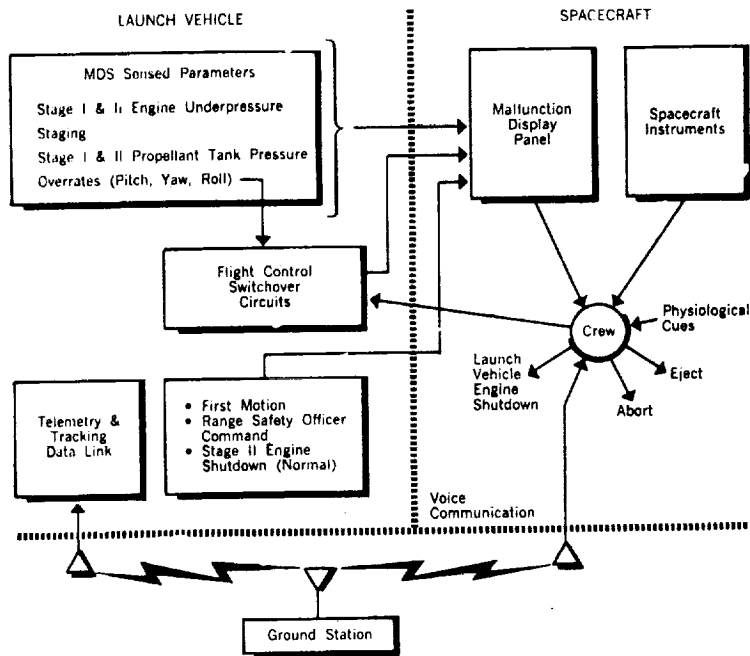 LAUNCH VEHICLE
SPACECRAFT
MDS Sensed Parameters
Stage I & II Engine Underpressure
Staging
Stage I & II Propellant Tank Pressure
Overrates (Pitch, Yaw, Roll)
Malfunction
Display
Panel
Spacecraft
Instruments
Flight Control
Switchover
Circuits
Crew
Physiological
Cues
Launch
Vehicle
Engine
Shutdown
Eject
Abort
Telemetry &
Tracking
Data Link
• First Motion
• Range Safety Officer
Command
• Stage II Engine
Shutdown (Normal)
Voice
Communication
Ground Station